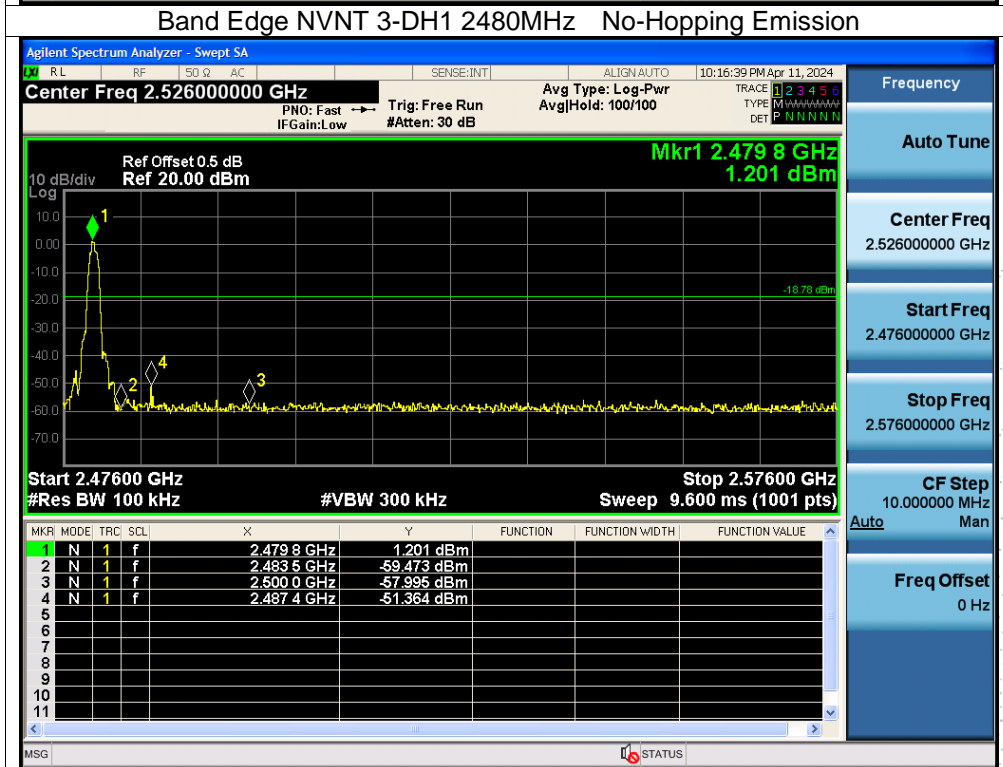 Band Edge NVNT 3-DH1 2480MHz No-Hopping Emission
Agilent Spectrum Analyzer - Swept SA
LXI RL RF 50 Ω AC SENSE:INT ALIGN AUTO 10:16:39 PM Apr 11, 2024
Center Freq 2.526000000 GHz
PNO: Fast
IFGain:Low
Trig: Free Run
#Atten: 30 dB
Avg Type: Log-Pwr
Avg|Hold: 100/100
TRACE 1 2 3 4 5 6
TYPE MWWWWW
DET P N N N N N
Ref Offset 0.5 dB
Ref 20.00 dBm
Mkr1 2.479 8 GHz
1.201 dBm
10 dB/div
Log
10.0
0.00
-10.0
-20.0
-30.0
-40.0
-50.0
-60.0
-70.0
1
2
4
3
-18.78 dBm
Start 2.47600 GHz Stop 2.57600 GHz
#Res BW 100 kHz #VBW 300 kHz Sweep 9.600 ms (1001 pts)
MKR MODE TRC SCL X Y FUNCTION FUNCTION WIDTH FUNCTION VALUE
1 N 1 f 2.479 8 GHz 1.201 dBm
2 N 1 f 2.483 5 GHz -59.473 dBm
3 N 1 f 2.500 0 GHz -57.995 dBm
4 N 1 f 2.487 4 GHz -51.364 dBm
5
6
7
8
9
10
11
MSG STATUS
Frequency
Auto Tune
Center Freq
2.526000000 GHz
Start Freq
2.476000000 GHz
Stop Freq
2.576000000 GHz
CF Step
10.000000 MHz
Auto Man
Freq Offset
0 Hz